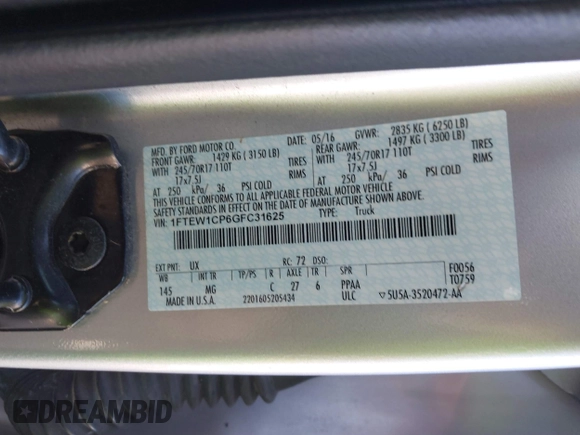 MFD. BY FORD MOTOR CO.
DATE: 05/16 GVWR: 2835 KG ( 6250 LB)
FRONT GAWR: 1429 KG ( 3150 LB) REAR GAWR: 1497 KG ( 3300 LB)
WITH 245/70R17 110T TIRES WITH 245/70R17 110T TIRES
17x7.5J RIMS 17x7.5J RIMS
AT 250 kPa/ 36 PSI COLD AT 250 kPa/ 36 PSI COLD
THIS VEHICLE CONFORMS TO ALL APPLICABLE FEDERAL MOTOR VEHICLE
SAFETY STANDARDS IN EFFECT ON THE DATE OF MANUFACTURE SHOWN ABOVE.
VIN: 1FTEW1CP6GFC31625 TYPE: Truck
EXT PNT: UX RC: 72 DSO: F0056
WB INT TR TP/PS R AXLE TR SPR T0759
145 MG C 27 6 PPAA
MADE IN U.S.A. 2201605205434 ULC ▽5U5A-3520472-AA
DREAMBID